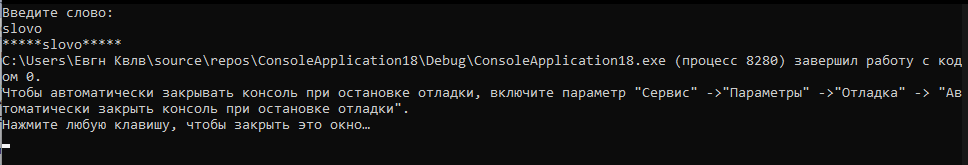 Введите слово:
slovo
*****slovo*****
C:\Users\Евгн Квлв\source\repos\ConsoleApplication18\Debug\ConsoleApplication18.exe (процесс 8280) завершил работу с код
ом 0.
Чтобы автоматически закрывать консоль при остановке отладки, включите параметр "Сервис" ->"Параметры" ->"Отладка" -> "Ав
томатически закрыть консоль при остановке отладки".
Нажмите любую клавишу, чтобы закрыть это окно…